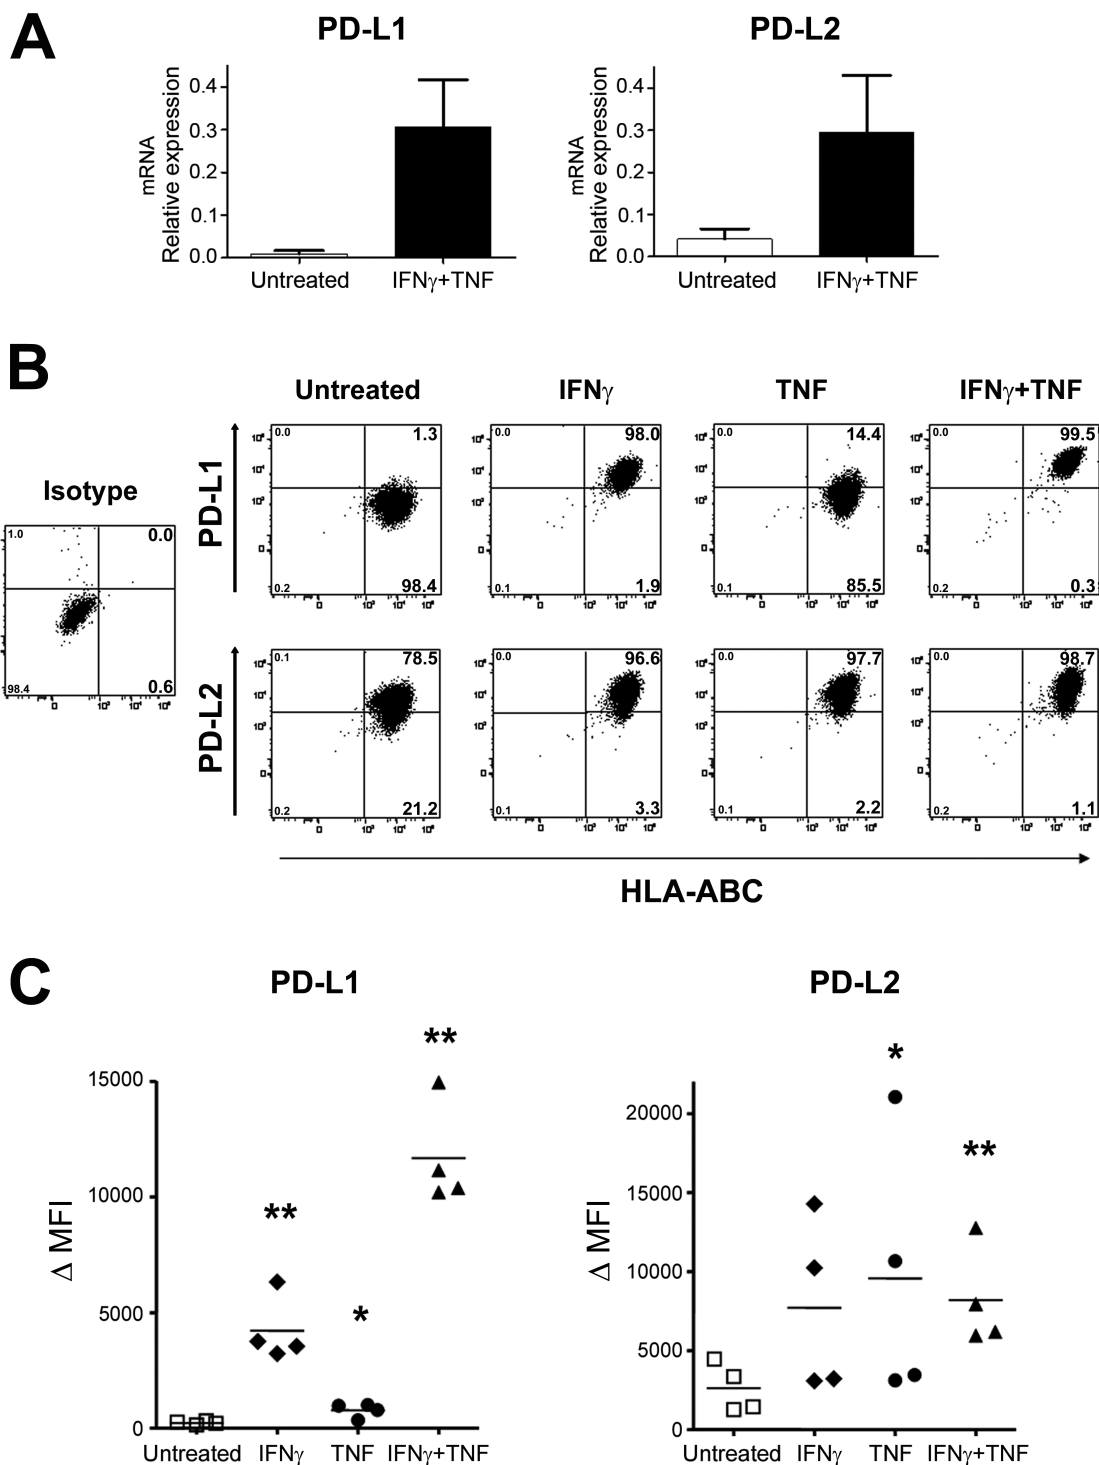 A
PD-L1
PD-L2
mRNA
Relative expression
0.4
0.3
0.2
0.1
0.0
Untreated
IFNγ+TNF
mRNA
Relative expression
0.4
0.3
0.2
0.1
0.0
Untreated
IFNγ+TNF
B
Untreated
IFNγ
TNF
IFNγ+TNF
Isotype
1.0
0.0
98.4
0.6
0
10³
10⁴
10⁵
PD-L1
0.0
1.3
0.2
98.4
0.0
98.0
0.1
1.9
0.0
14.4
0.1
85.5
0.0
99.5
0.2
0.3
PD-L2
0.1
78.5
0.2
21.2
0.0
96.6
0.1
3.3
0.0
97.7
0.1
2.2
0.0
98.7
0.2
1.1
HLA-ABC
C
PD-L1
PD-L2
Δ MFI
15000
10000
5000
0
**
*
**
Untreated
IFNγ
TNF
IFNγ+TNF
Δ MFI
20000
15000
10000
5000
0
*
**
Untreated
IFNγ
TNF
IFNγ+TNF